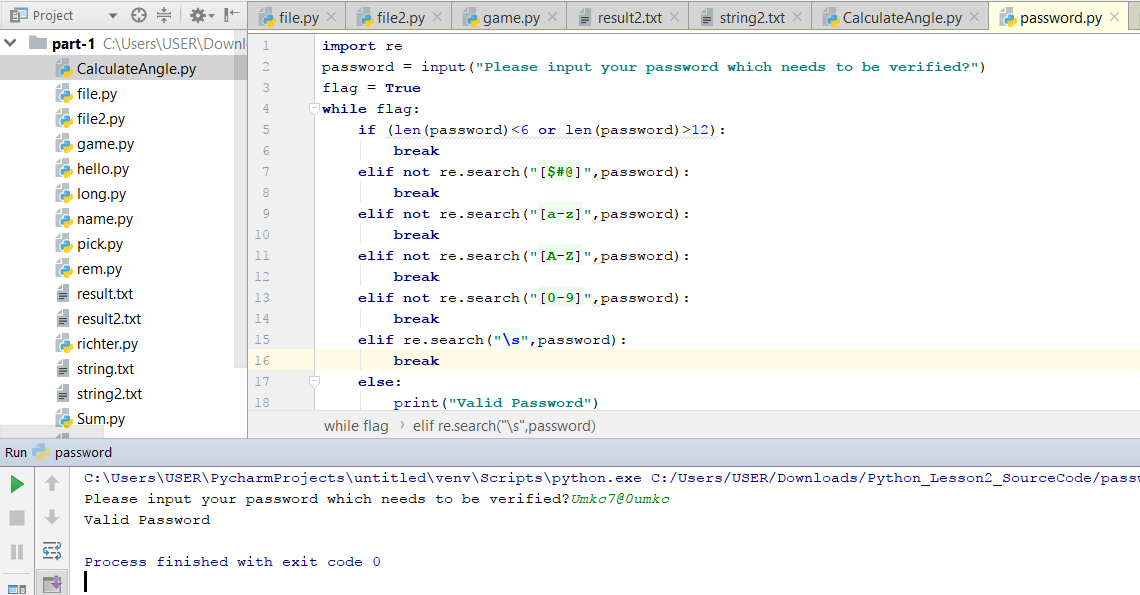 Project
file.py
file2.py
game.py
result2.txt
string2.txt
CalculateAngle.py
password.py
part-1 C:\Users\USER\Downl
CalculateAngle.py
file.py
file2.py
game.py
hello.py
long.py
name.py
pick.py
rem.py
result.txt
result2.txt
richter.py
string.txt
string2.txt
Sum.py
1 import re
2 password = input("Please input your password which needs to be verified?")
3 flag = True
4 while flag:
5 if (len(password)<6 or len(password)>12):
6 break
7 elif not re.search("[$#@]",password):
8 break
9 elif not re.search("[a-z]",password):
10 break
11 elif not re.search("[A-Z]",password):
12 break
13 elif not re.search("[0-9]",password):
14 break
15 elif re.search("\s",password):
16 break
17 else:
18 print("Valid Password")
while flag › elif re.search("\s",password)
Run password
C:\Users\USER\PycharmProjects\untitled\venv\Scripts\python.exe C:/Users/USER/Downloads/Python_Lesson2_SourceCode/passw
Please input your password which needs to be verified?Umkc7@0umkc
Valid Password
Process finished with exit code 0